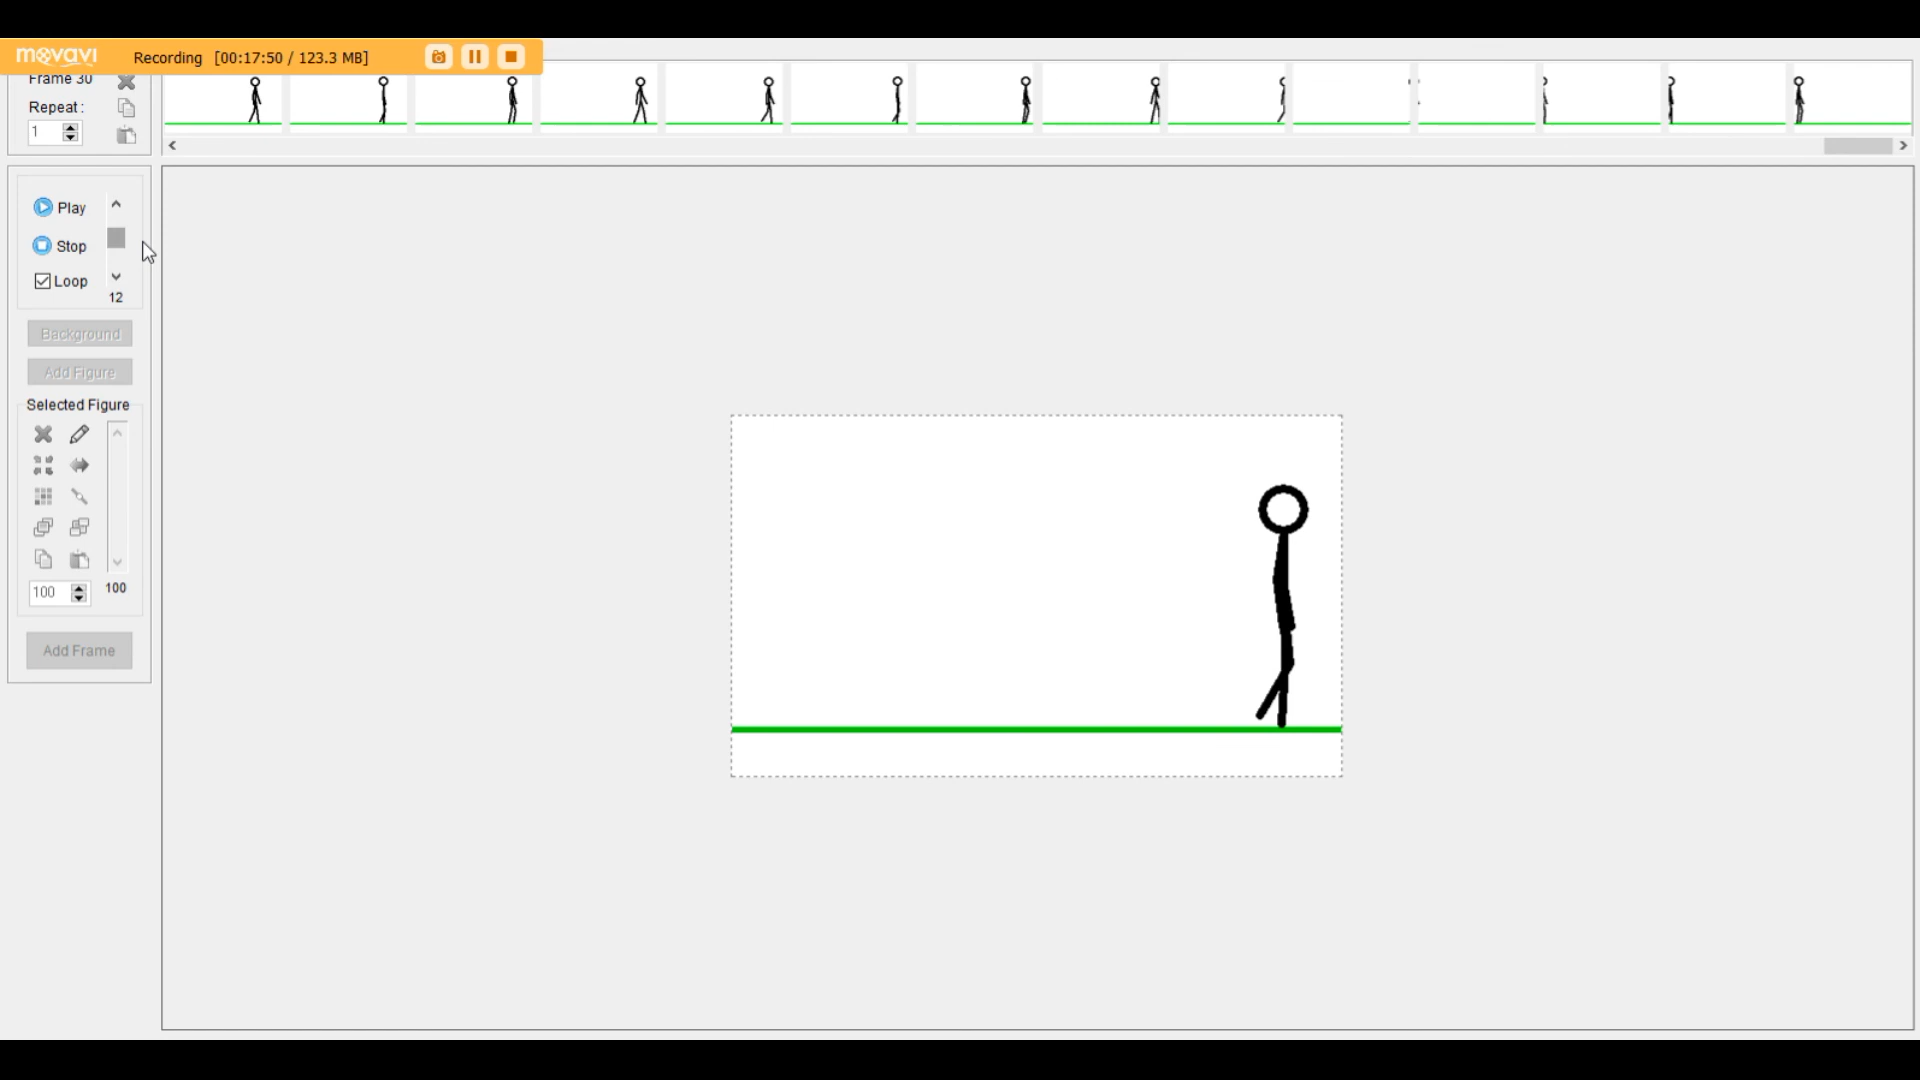 movavi
Recording [00:17:50 / 123.3 MB]
Frame 30
Repeat:
1
Play
Stop
Loop
12
Background
Add Figure
Selected Figure
100
100
Add Frame